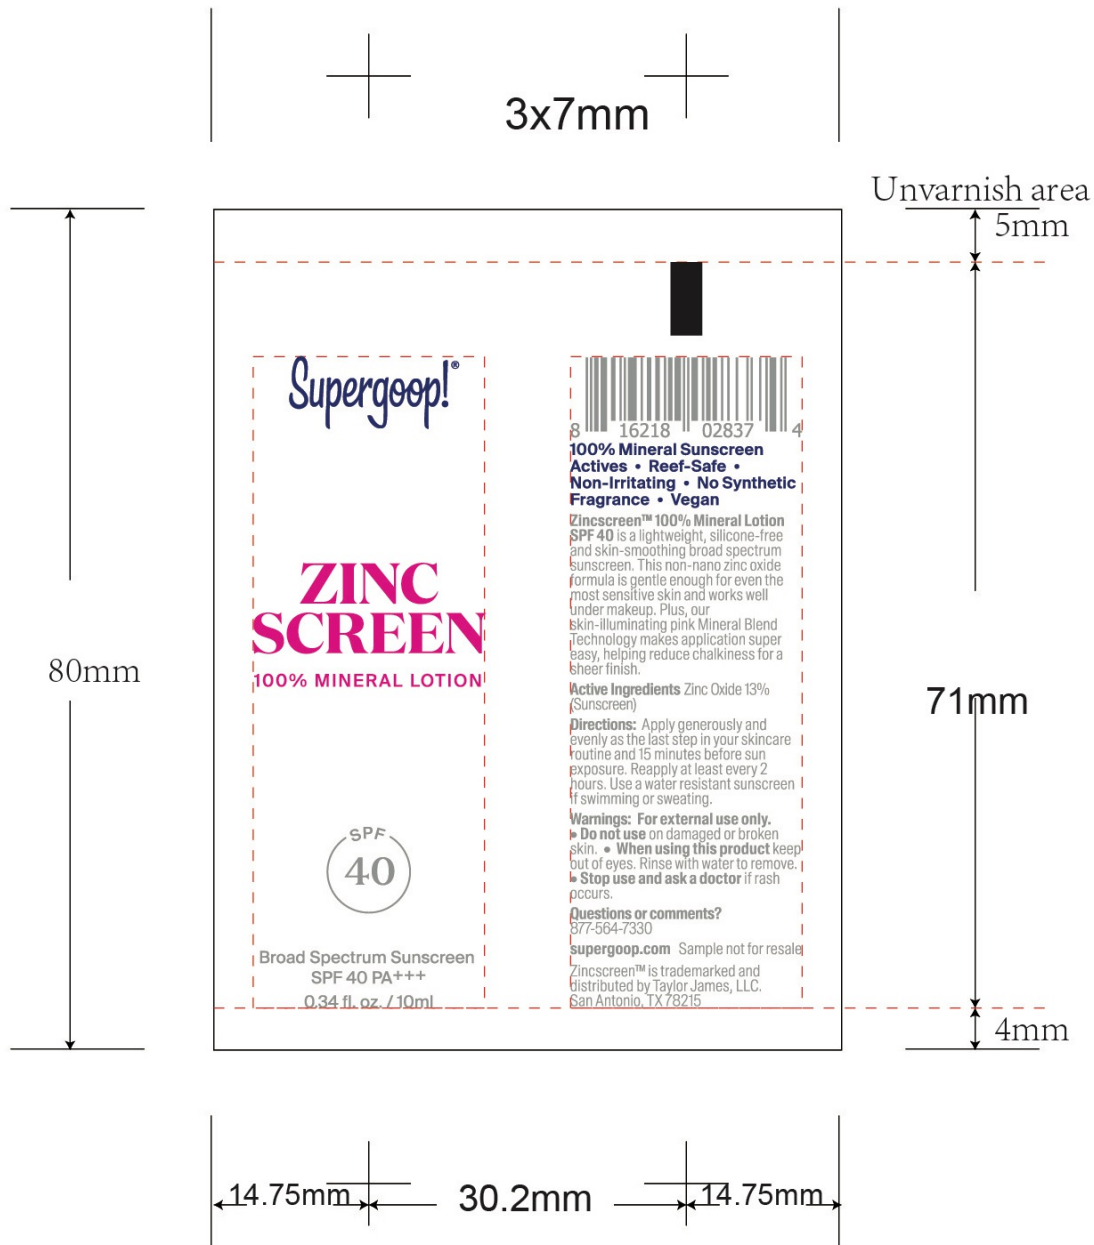 3x7mm
Unvarnish area
5mm
Supergoop!®
8 16218 02837 4
100% Mineral Sunscreen
Actives • Reef-Safe •
Non-Irritating • No Synthetic
Fragrance • Vegan
Zincscreen™ 100% Mineral Lotion
SPF 40 is a lightweight, silicone-free
and skin-smoothing broad spectrum
sunscreen. This non-nano zinc oxide
formula is gentle enough for even the
most sensitive skin and works well
under makeup. Plus, our
skin-illuminating pink Mineral Blend
Technology makes application super
easy, helping reduce chalkiness for a
sheer finish.
Active Ingredients Zinc Oxide 13%
(Sunscreen)
Directions: Apply generously and
evenly as the last step in your skincare
routine and 15 minutes before sun
exposure. Reapply at least every 2
hours. Use a water resistant sunscreen
if swimming or sweating.
Warnings: For external use only.
• Do not use on damaged or broken
skin. • When using this product keep
out of eyes. Rinse with water to remove.
• Stop use and ask a doctor if rash
occurs.
Questions or comments?
877-564-7330
supergoop.com Sample not for resale
Zincscreen™ is trademarked and
distributed by Taylor James, LLC.
San Antonio, TX 78215
ZINC
SCREEN
100% MINERAL LOTION
SPF
40
Broad Spectrum Sunscreen
SPF 40 PA+++
0.34 fl. oz. / 10ml
80mm
71mm
4mm
14.75mm
30.2mm
14.75mm